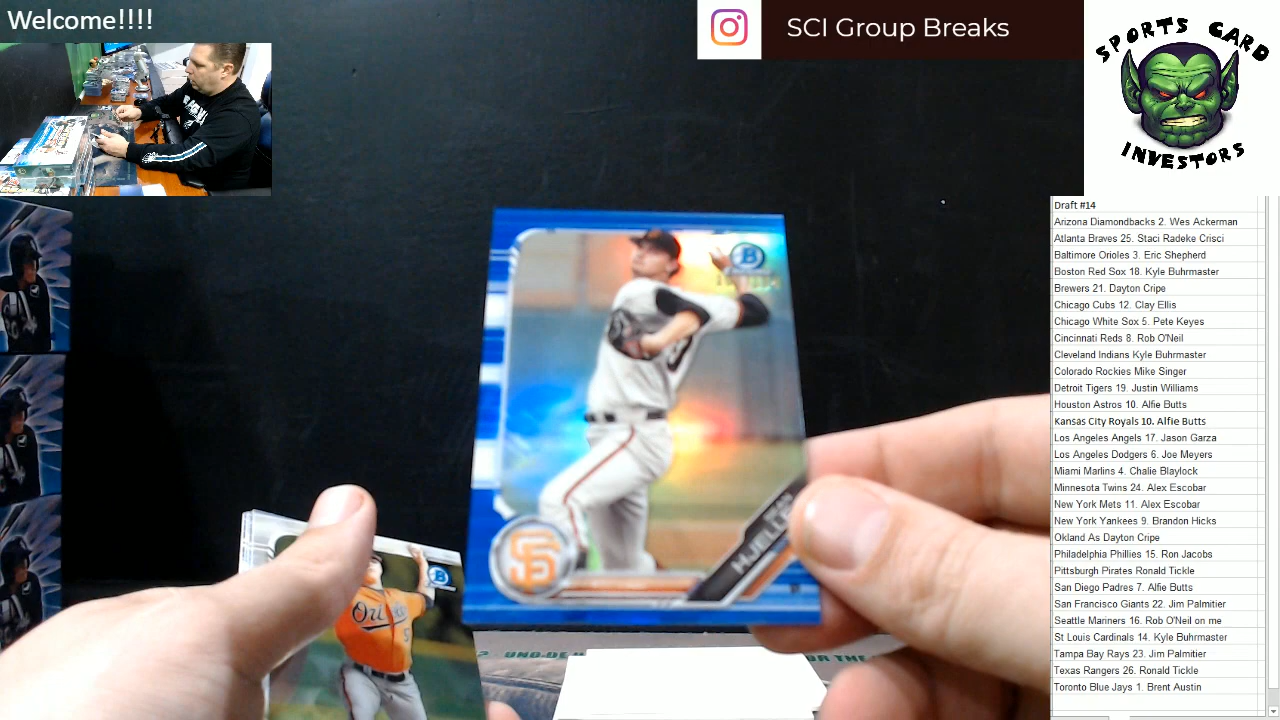 Welcome!!!!
SCI Group Breaks
SPORTS CARD
INVESTORS
Draft #14
Arizona Diamondbacks 2. Wes Ackerman
Atlanta Braves 25. Staci Radeke Crisci
Baltimore Orioles 3. Eric Shepherd
Boston Red Sox 18. Kyle Buhrmaster
Brewers 21. Dayton Cripe
Chicago Cubs 12. Clay Ellis
Chicago White Sox 5. Pete Keyes
Cincinnati Reds 8. Rob O'Neil
Cleveland Indians Kyle Buhrmaster
Colorado Rockies Mike Singer
Detroit Tigers 19. Justin Williams
Houston Astros 10. Alfie Butts
Kansas City Royals 10. Alfie Butts
Los Angeles Angels 17. Jason Garza
Los Angeles Dodgers 6. Joe Meyers
Miami Marlins 4. Chalie Blaylock
Minnesota Twins 24. Alex Escobar
New York Mets 11. Alex Escobar
New York Yankees 9. Brandon Hicks
Okland As Dayton Cripe
Philadelphia Phillies 15. Ron Jacobs
Pittsburgh Pirates Ronald Tickle
San Diego Padres 7. Alfie Butts
San Francisco Giants 22. Jim Palmitier
Seattle Mariners 16. Rob O'Neil on me
St Louis Cardinals 14. Kyle Buhrmaster
Tampa Bay Rays 23. Jim Palmitier
Texas Rangers 26. Ronald Tickle
Toronto Blue Jays 1. Brent Austin
B
SF
HJELLE